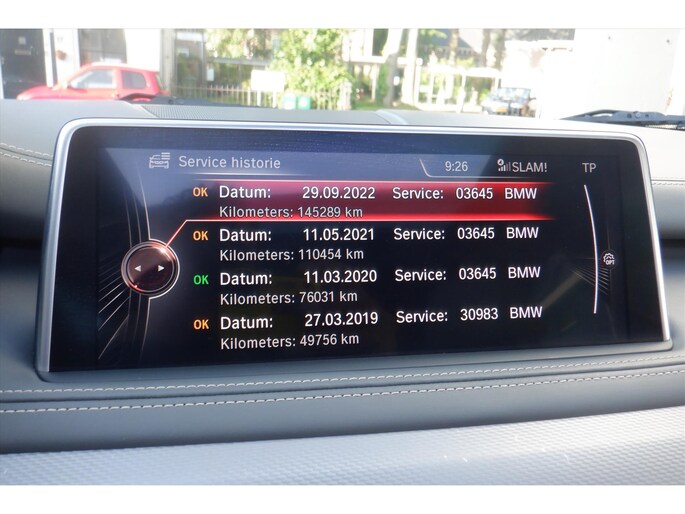 Service historie
9:26 SLAM! TP
OK Datum: 29.09.2022 Service: 03645 BMW
Kilometers: 145289 km
OK Datum: 11.05.2021 Service: 03645 BMW
Kilometers: 110454 km
OK Datum: 11.03.2020 Service: 03645 BMW
Kilometers: 76031 km
OK Datum: 27.03.2019 Service: 30983 BMW
Kilometers: 49756 km